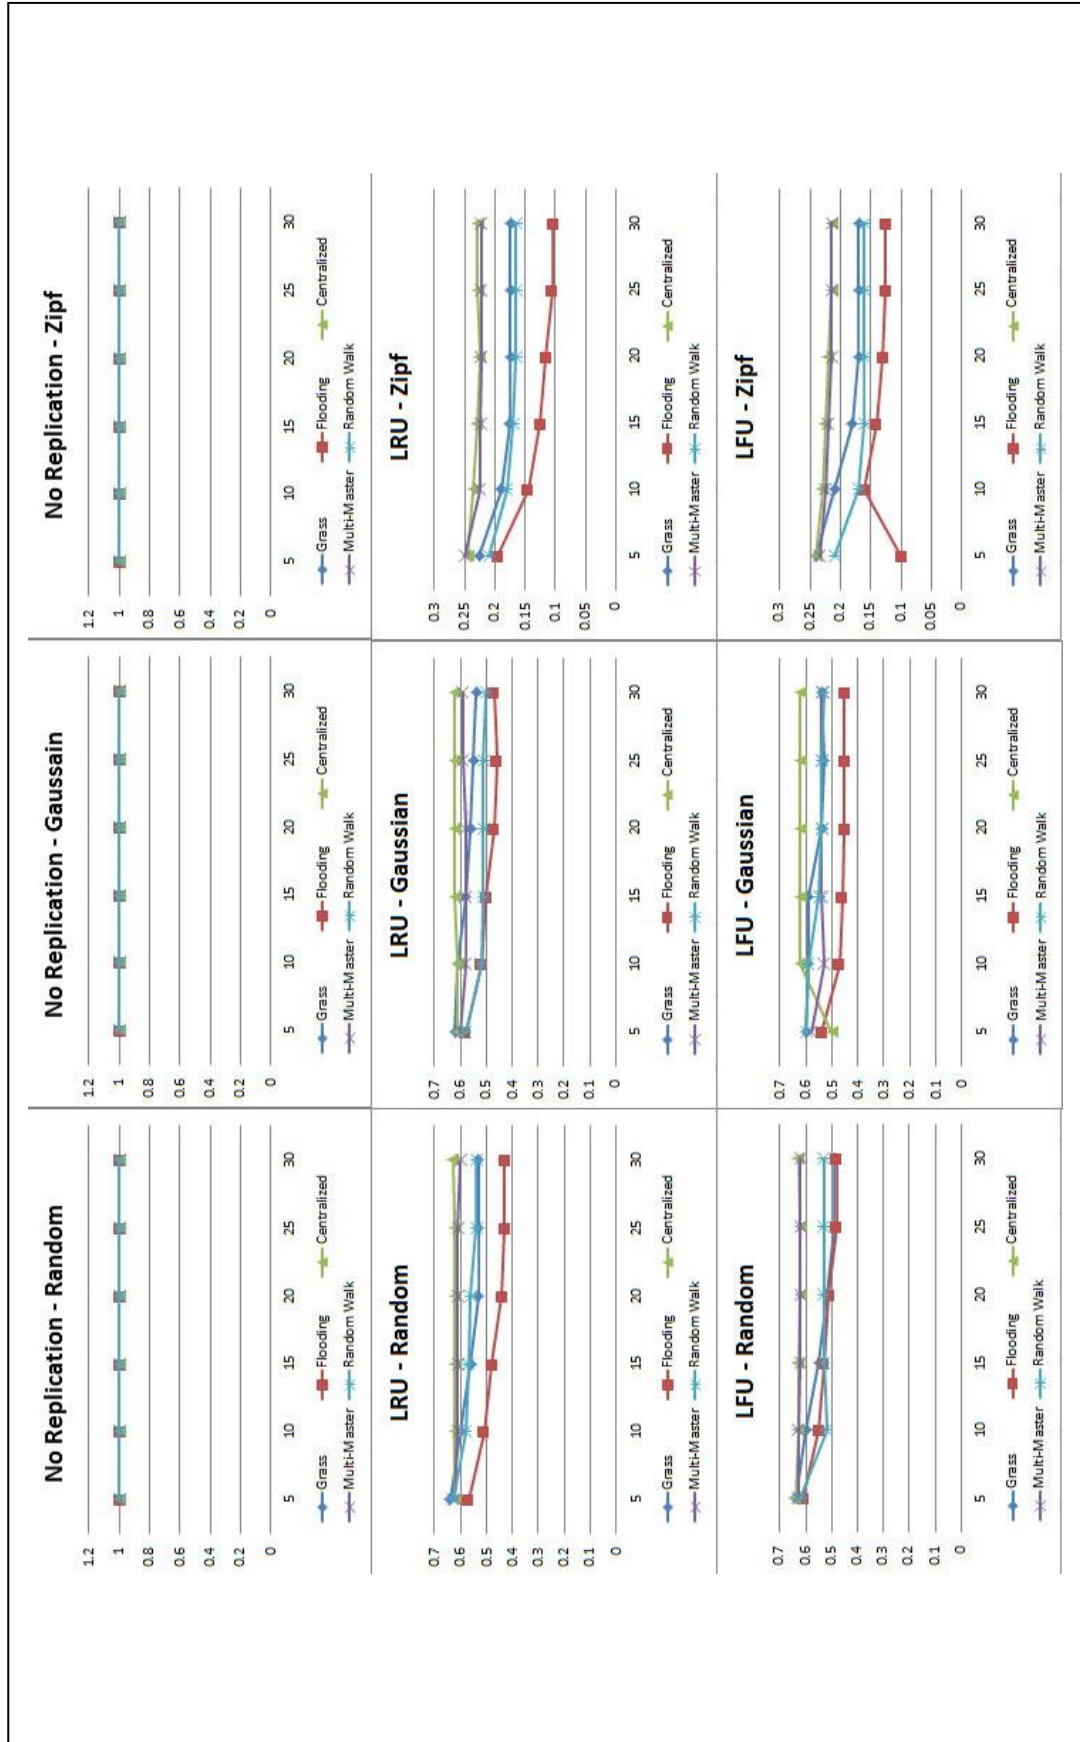 No Replication - Random
1.2
1
0.8
0.6
0.4
0.2
0
5 10 15 20 25 30
Grass Flooding Centralized
Multi-Master Random Walk
No Replication - Gaussain
1.2
1
0.8
0.6
0.4
0.2
0
5 10 15 20 25 30
Grass Flooding Centralized
Multi-Master Random Walk
No Replication - Zipf
1.2
1
0.8
0.6
0.4
0.2
0
5 10 15 20 25 30
Grass Flooding Centralized
Multi-Master Random Walk
LRU - Random
0.7
0.6
0.5
0.4
0.3
0.2
0.1
0
5 10 15 20 25 30
Grass Flooding Centralized
Multi-Master Random Walk
LRU - Gaussian
0.7
0.6
0.5
0.4
0.3
0.2
0.1
0
5 10 15 20 25 30
Grass Flooding Centralized
Multi-Master Random Walk
LRU - Zipf
0.3
0.25
0.2
0.15
0.1
0.05
0
5 10 15 20 25 30
Grass Flooding Centralized
Multi-Master Random Walk
LFU - Random
0.7
0.6
0.5
0.4
0.3
0.2
0.1
0
5 10 15 20 25 30
Grass Flooding Centralized
Multi-Master Random Walk
LFU - Gaussian
0.7
0.6
0.5
0.4
0.3
0.2
0.1
0
5 10 15 20 25 30
Grass Flooding Centralized
Multi-Master Random Walk
LFU - Zipf
0.3
0.25
0.2
0.15
0.1
0.05
0
5 10 15 20 25 30
Grass Flooding Centralized
Multi-Master Random Walk